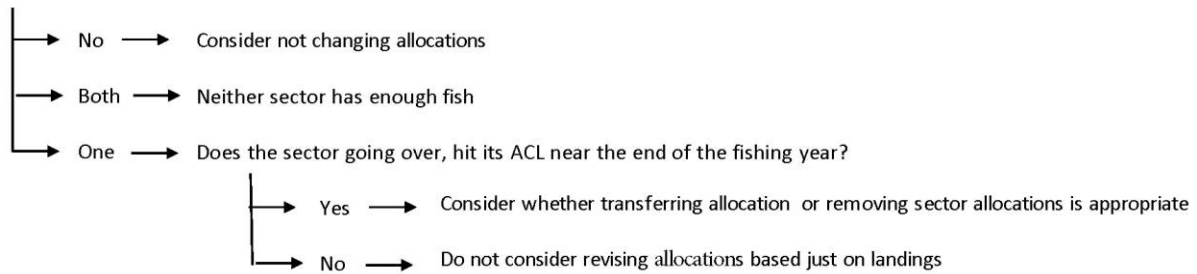 No Consider not changing allocations
Both Neither sector has enough fish
One Does the sector going over, hit its ACL near the end of the fishing year?
Yes Consider whether transferring allocation or removing sector allocations is appropriate
No Do not consider revising allocations based just on landings